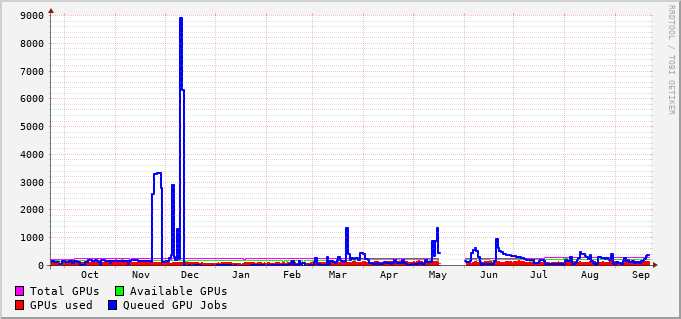 9000
8000
7000
6000
5000
4000
3000
2000
1000
0
Oct Nov Dec Jan Feb Mar Apr May Jun Jul Aug Sep
Total GPUs Available GPUs
GPUs used Queued GPU Jobs
RRDTOOL / TOBI OETIKER